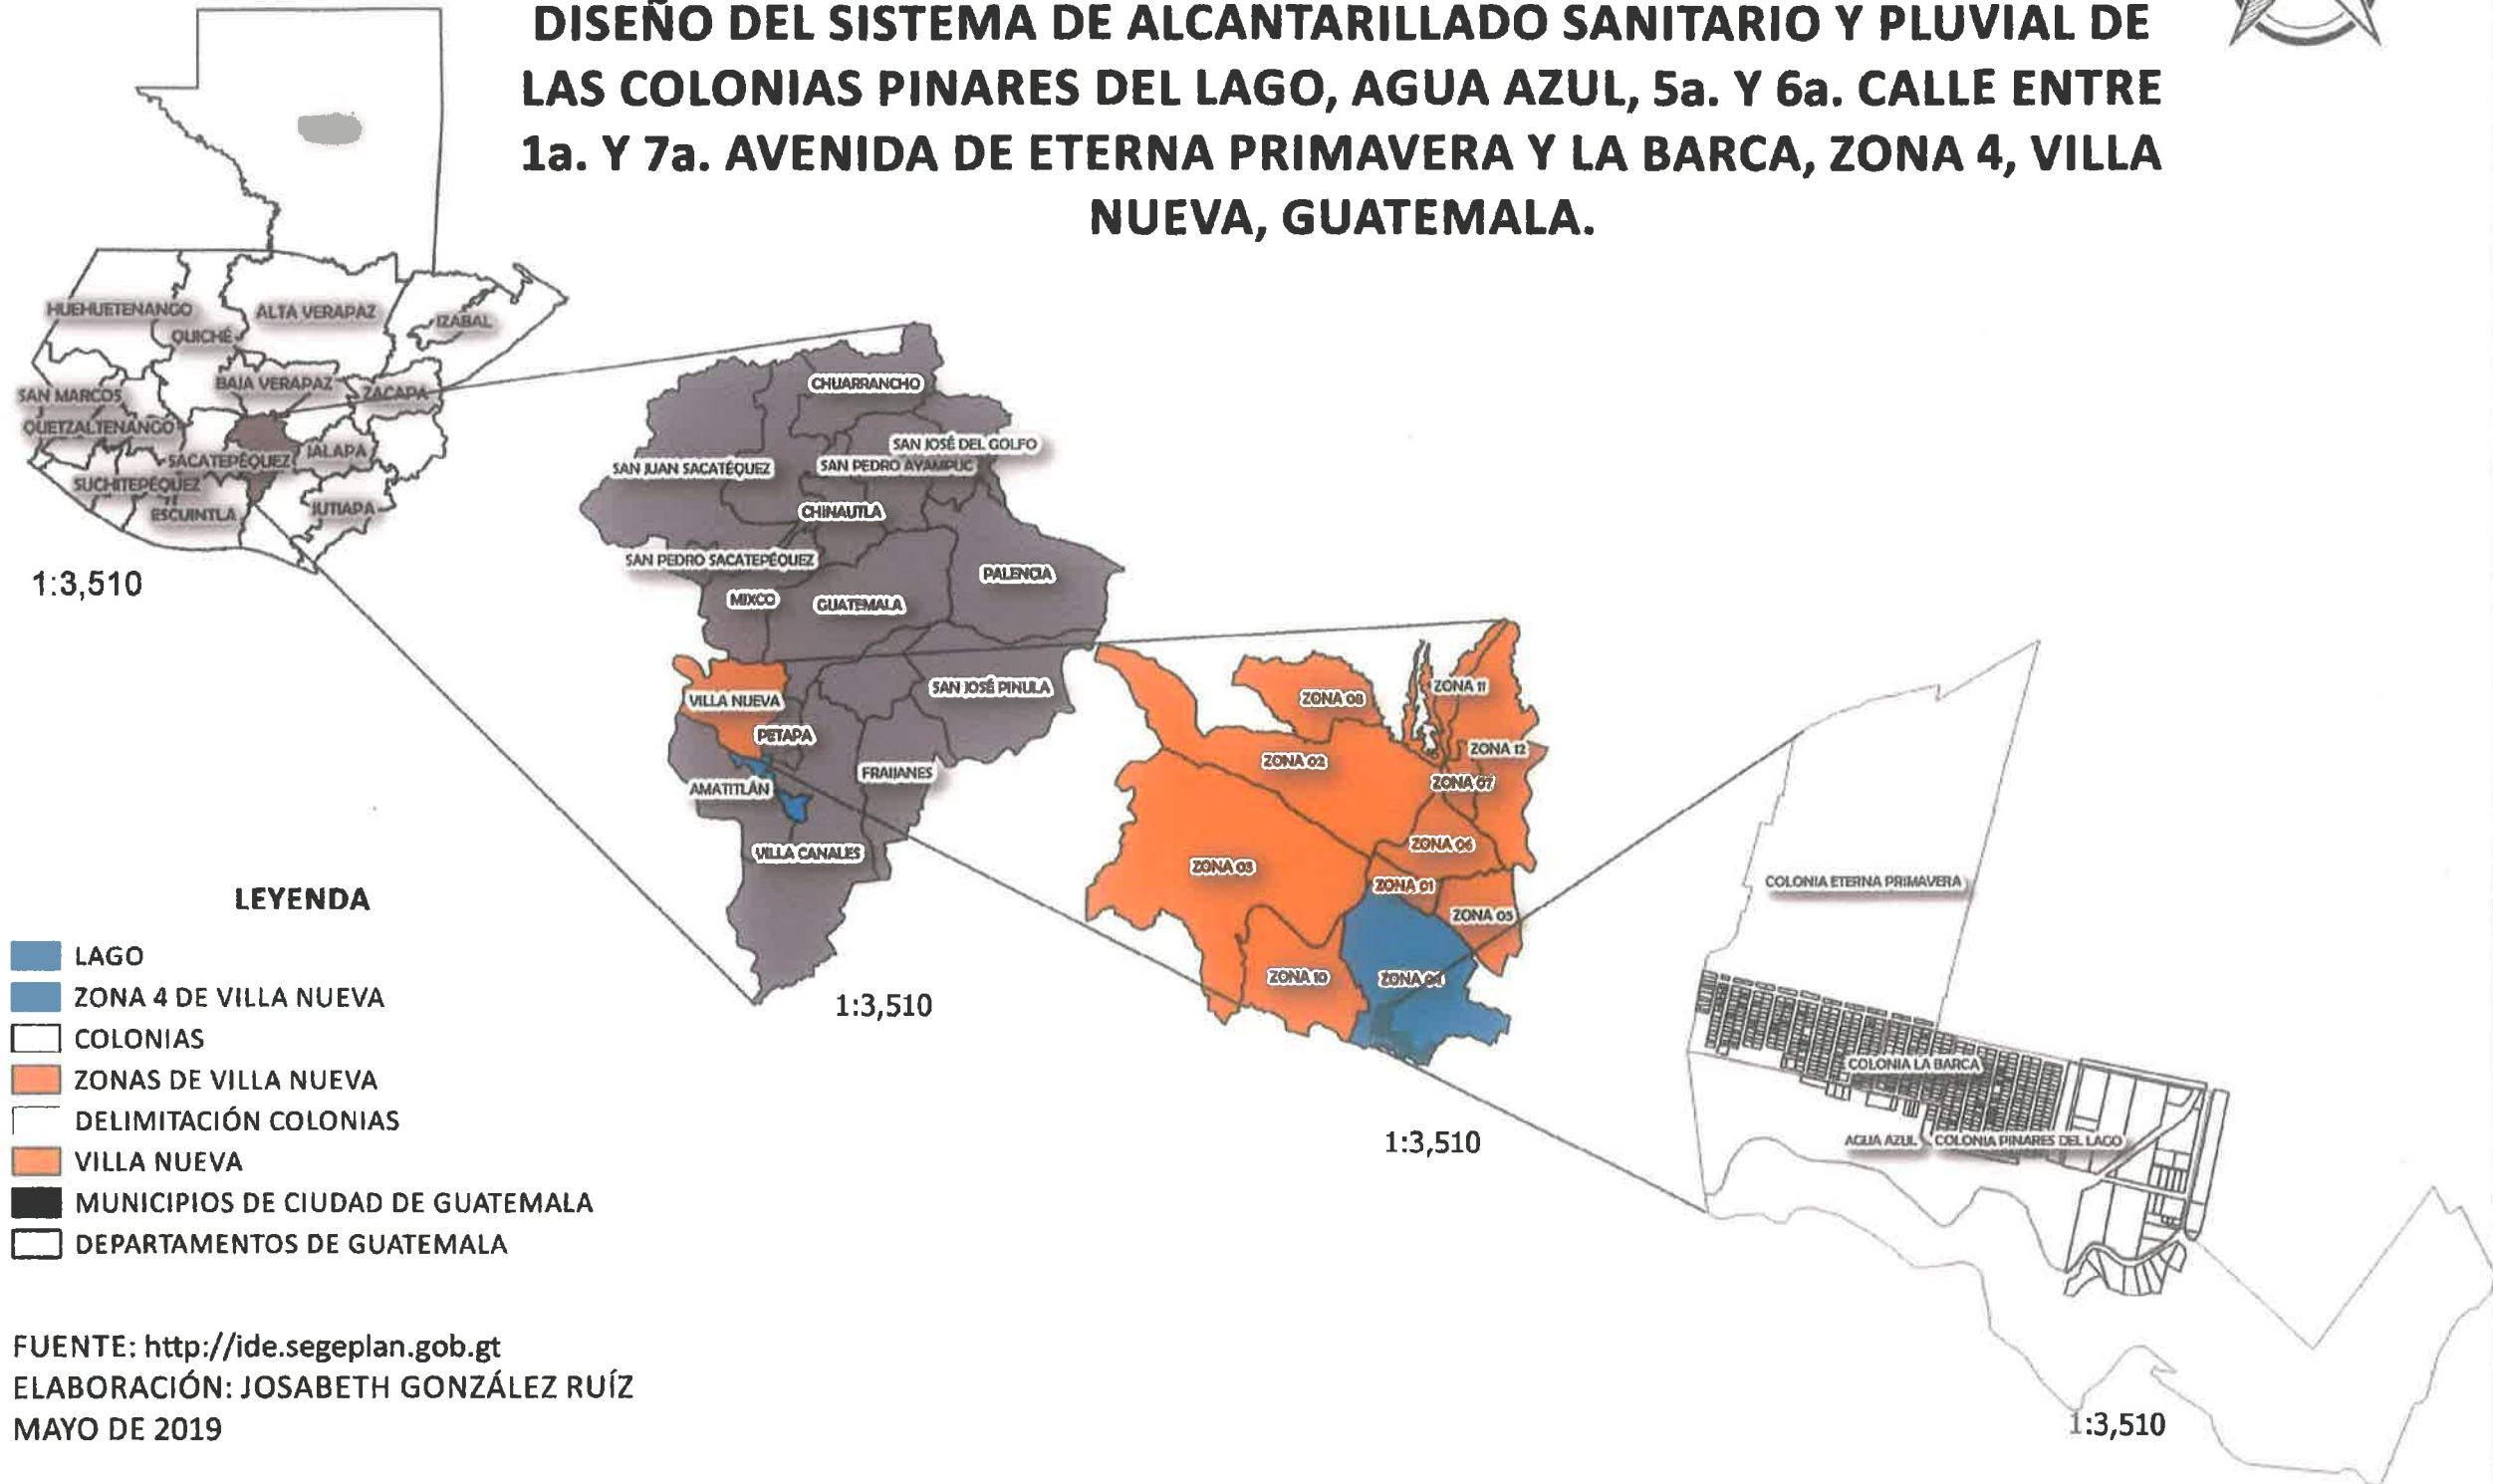 DISEÑO DEL SISTEMA DE ALCANTARILLADO SANITARIO Y PLUVIAL DE
LAS COLONIAS PINARES DEL LAGO, AGUA AZUL, 5a. Y 6a. CALLE ENTRE
1a. Y 7a. AVENIDA DE ETERNA PRIMAVERA Y LA BARCA, ZONA 4, VILLA
NUEVA, GUATEMALA.
HUEHUETENANGO
ALTA VERAPAZ
IZABAL
QUICHÉ
BAJA VERAPAZ
ZACAPA
SAN MARCOS
QUETZALTENANGO
SACATEPÉQUEZ
JALAPA
SUCHITEPÉQUEZ
ESCUINTLA
JUTIAPA
1:3,510
CHUARRANCHO
SAN JOSÉ DEL GOLFO
SAN JUAN SACATÉQUEZ
SAN PEDRO AYAMPUC
CHINAUTLA
SAN PEDRO SACATEPÉQUEZ
PALENCIA
MIXCO
GUATEMALA
SAN JOSÉ PINULA
VILLA NUEVA
PETAPA
FRAIJANES
AMATITLÁN
VILLA CANALES
1:3,510
ZONA 11
ZONA 08
ZONA 12
ZONA 02
ZONA 07
ZONA 06
ZONA 03
ZONA 01
ZONA 05
ZONA 10
ZONA 04
1:3,510
COLONIA ETERNA PRIMAVERA
COLONIA LA BARCA
AGUA AZUL
COLONIA PINARES DEL LAGO
1:3,510
LEYENDA
LAGO
ZONA 4 DE VILLA NUEVA
COLONIAS
ZONAS DE VILLA NUEVA
DELIMITACIÓN COLONIAS
VILLA NUEVA
MUNICIPIOS DE CIUDAD DE GUATEMALA
DEPARTAMENTOS DE GUATEMALA
FUENTE: http://ide.segeplan.gob.gt
ELABORACIÓN: JOSABETH GONZÁLEZ RUÍZ
MAYO DE 2019